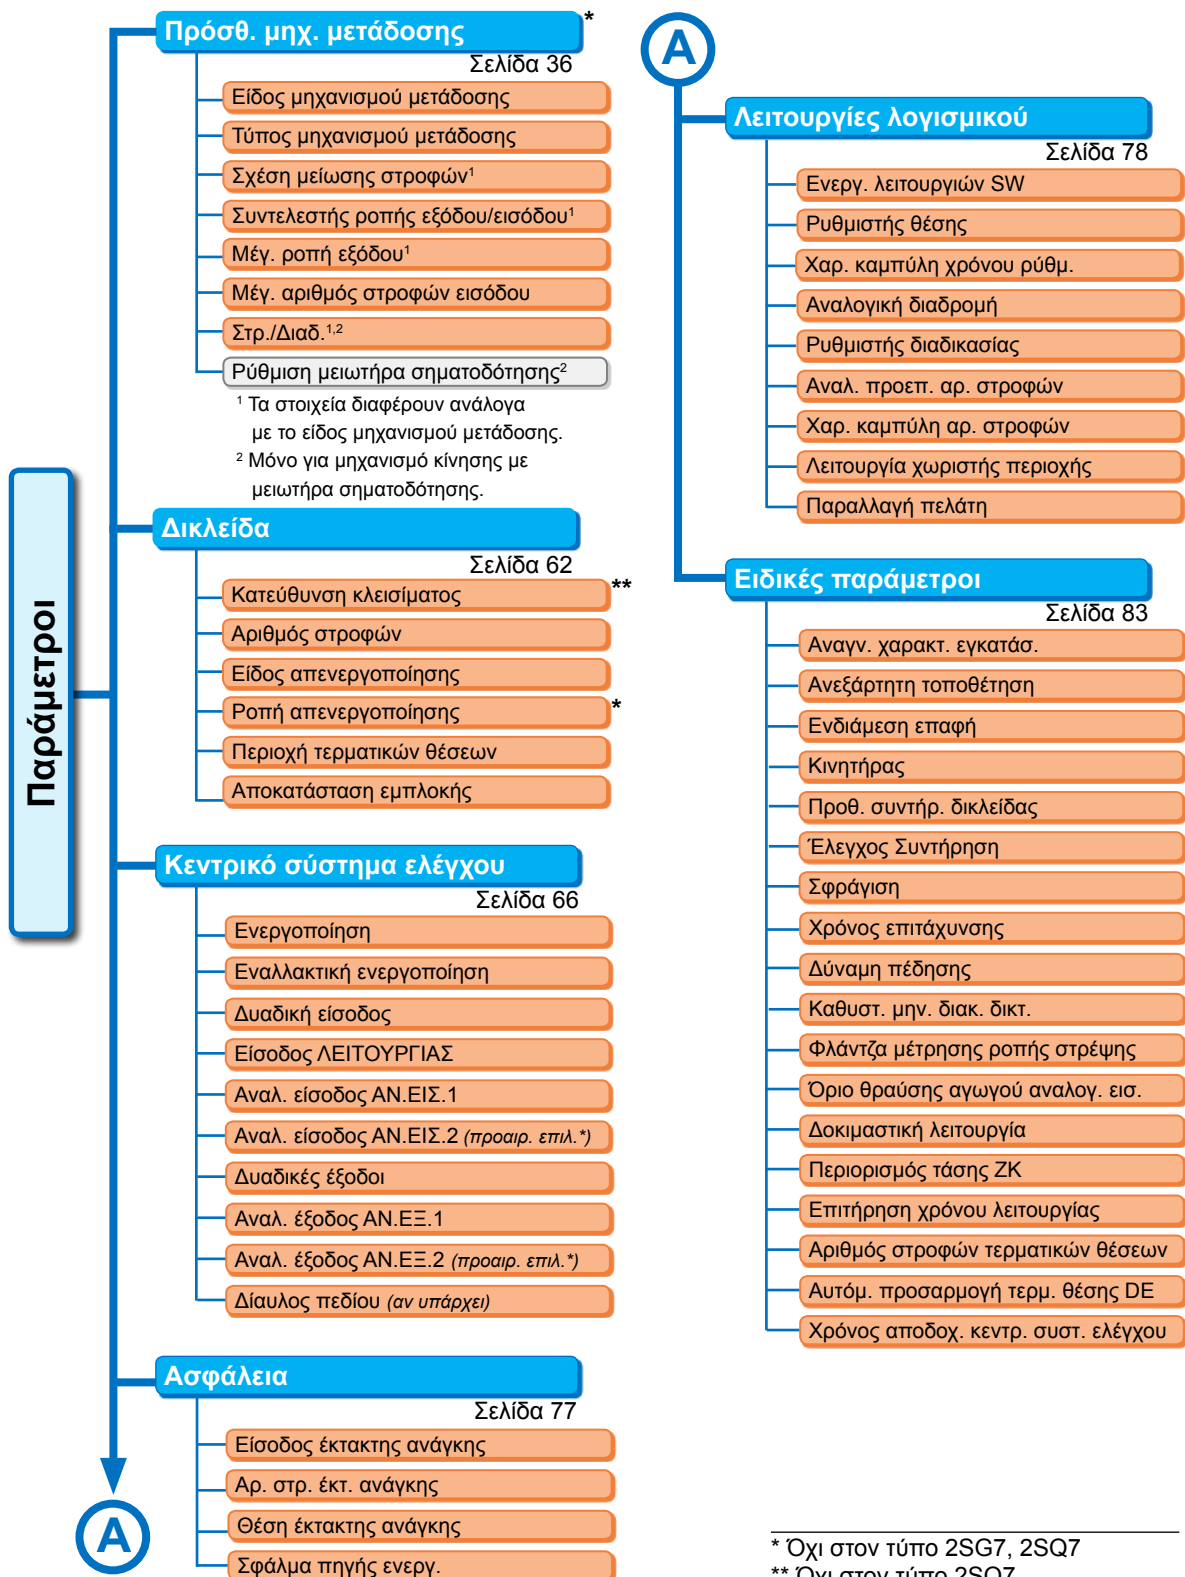 Παράμετροι
Πρόσθ. μηχ. μετάδοσης *
Σελίδα 36
Είδος μηχανισμού μετάδοσης
Τύπος μηχανισμού μετάδοσης
Σχέση μείωσης στροφών¹
Συντελεστής ροπής εξόδου/εισόδου¹
Μέγ. ροπή εξόδου¹
Μέγ. αριθμός στροφών εισόδου
Στρ./Διαδ.¹,²
Ρύθμιση μειωτήρα σηματοδότησης²
¹ Τα στοιχεία διαφέρουν ανάλογα
με το είδος μηχανισμού μετάδοσης.
² Μόνο για μηχανισμό κίνησης με
μειωτήρα σηματοδότησης.
Δικλείδα
Σελίδα 62
Κατεύθυνση κλεισίματος **
Αριθμός στροφών
Είδος απενεργοποίησης
Ροπή απενεργοποίησης *
Περιοχή τερματικών θέσεων
Αποκατάσταση εμπλοκής
Κεντρικό σύστημα ελέγχου
Σελίδα 66
Ενεργοποίηση
Εναλλακτική ενεργοποίηση
Δυαδική είσοδος
Είσοδος ΛΕΙΤΟΥΡΓΙΑΣ
Αναλ. είσοδος ΑΝ.ΕΙΣ.1
Αναλ. είσοδος ΑΝ.ΕΙΣ.2 (προαιρ. επιλ.*)
Δυαδικές έξοδοι
Αναλ. έξοδος ΑΝ.ΕΞ.1
Αναλ. έξοδος ΑΝ.ΕΞ.2 (προαιρ. επιλ.*)
Δίαυλος πεδίου (αν υπάρχει)
Ασφάλεια
Σελίδα 77
Είσοδος έκτακτης ανάγκης
Αρ. στρ. έκτ. ανάγκης
Θέση έκτακτης ανάγκης
Σφάλμα πηγής ενεργ.
A
A
Λειτουργίες λογισμικού
Σελίδα 78
Ενεργ. λειτουργιών SW
Ρυθμιστής θέσης
Χαρ. καμπύλη χρόνου ρύθμ.
Αναλογική διαδρομή
Ρυθμιστής διαδικασίας
Αναλ. προεπ. αρ. στροφών
Χαρ. καμπύλη αρ. στροφών
Λειτουργία χωριστής περιοχής
Παραλλαγή πελάτη
Ειδικές παράμετροι
Σελίδα 83
Αναγν. χαρακτ. εγκατάσ.
Ανεξάρτητη τοποθέτηση
Ενδιάμεση επαφή
Κινητήρας
Προθ. συντήρ. δικλείδας
Έλεγχος Συντήρηση
Σφράγιση
Χρόνος επιτάχυνσης
Δύναμη πέδησης
Καθυστ. μην. διακ. δικτ.
Φλάντζα μέτρησης ροπής στρέψης
Όριο θραύσης αγωγού αναλογ. εισ.
Δοκιμαστική λειτουργία
Περιορισμός τάσης ΖΚ
Επιτήρηση χρόνου λειτουργίας
Αριθμός στροφών τερματικών θέσεων
Αυτόμ. προσαρμογή τερμ. θέσης DE
Χρόνος αποδοχ. κεντρ. συστ. ελέγχου
* Όχι στον τύπο 2SG7, 2SQ7
** Όχι στον τύπο 2SQ7